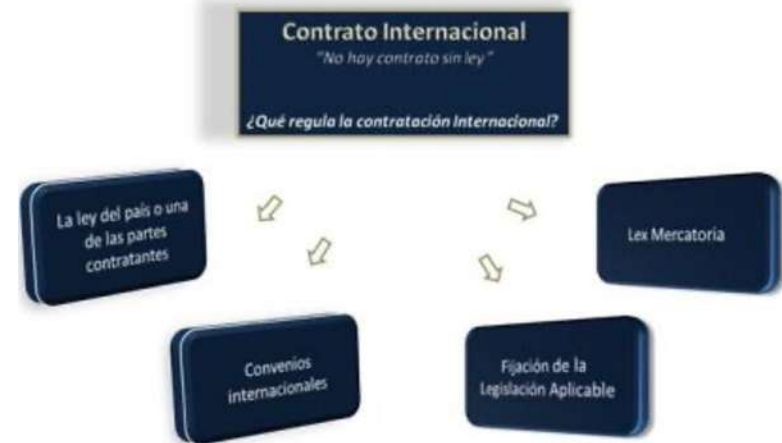 Contrato Internacional
"No hay contrato sin ley"
¿Qué regula la contratación Internacional?
La ley del país o una
de las partes
contratantes
Lex Mercatoria
Convenios
internacionales
Fijación de la
Legislación Aplicable